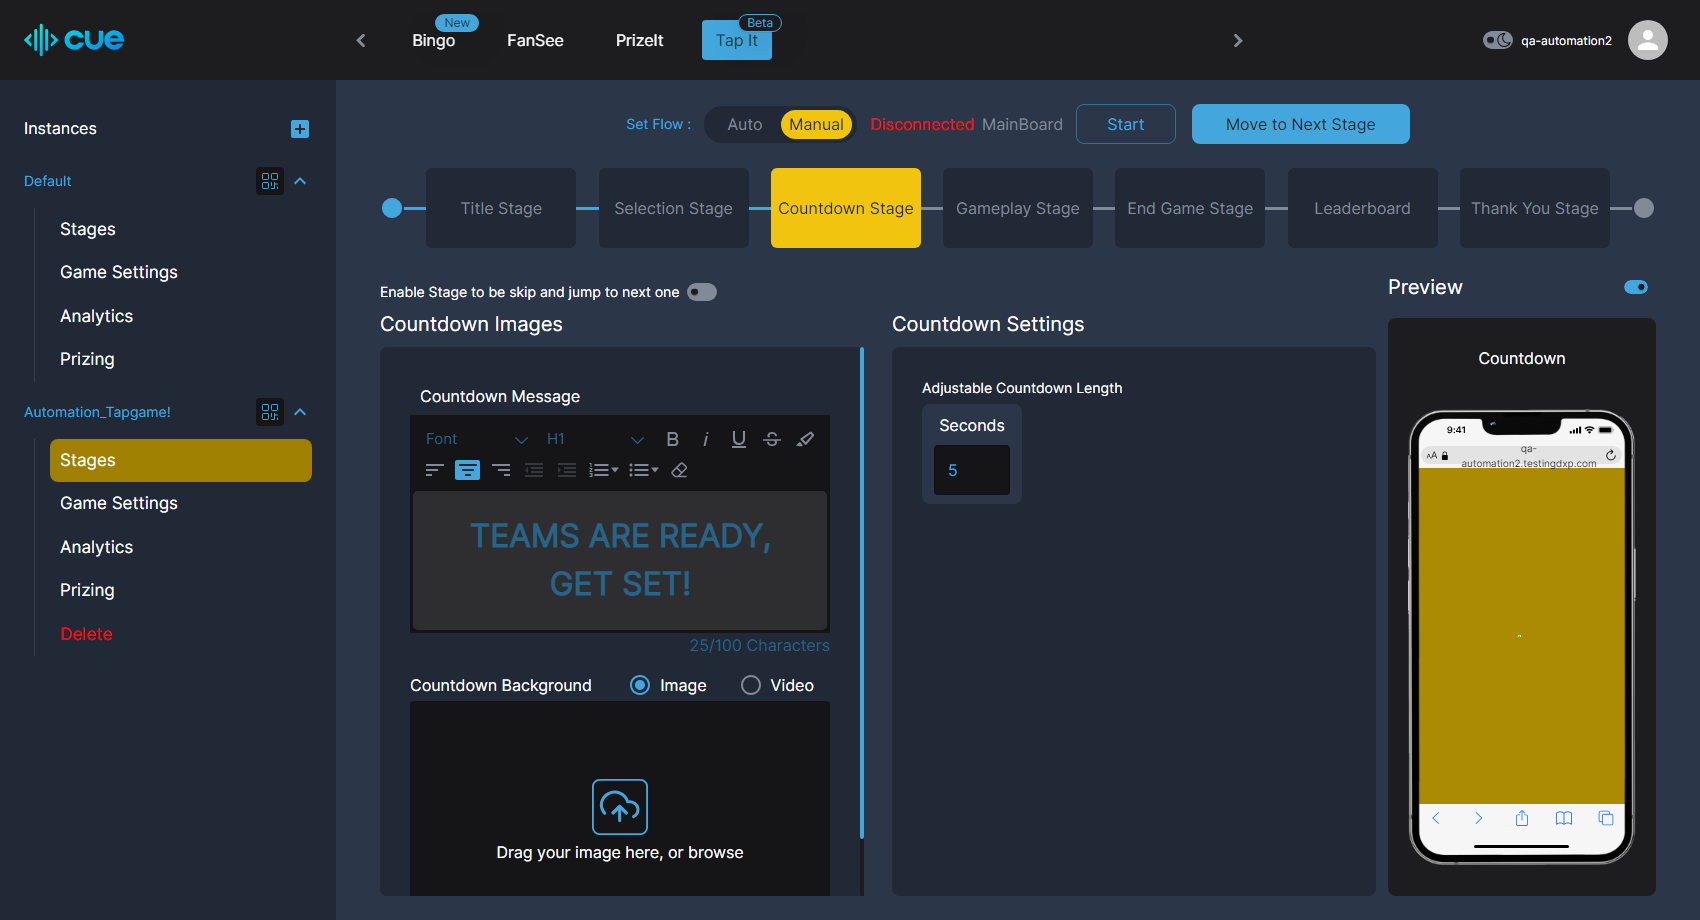 cue
New
Bingo
FanSee
PrizeIt
Beta
Tap It
qa-automation2
Instances
Default
Stages
Game Settings
Analytics
Prizing
Automation_Tapgame!
Stages
Game Settings
Analytics
Prizing
Delete
Set Flow :
Auto
Manual
Disconnected
MainBoard
Start
Move to Next Stage
Title Stage
Selection Stage
Countdown Stage
Gameplay Stage
End Game Stage
Leaderboard
Thank You Stage
Enable Stage to be skip and jump to next one
Countdown Images
Countdown Message
Font
H1
B
i
U
S
TEAMS ARE READY,
GET SET!
25/100 Characters
Countdown Background
Image
Video
Drag your image here, or browse
Countdown Settings
Adjustable Countdown Length
Seconds
5
Preview
Countdown
9:41
AA
qa-
automation2.testingdxp.com